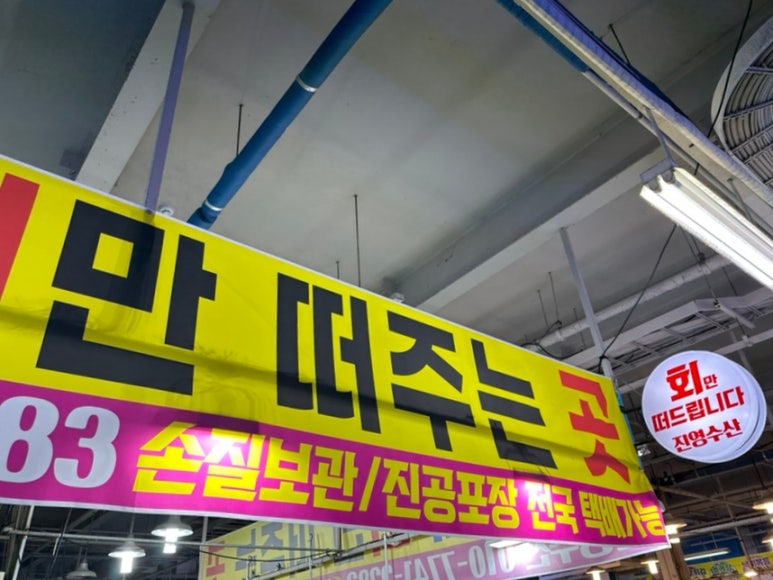 만 떠주는 곳
83 손질보관/진공포장 전국 택배가능
회만
떠드립니다
진영수산